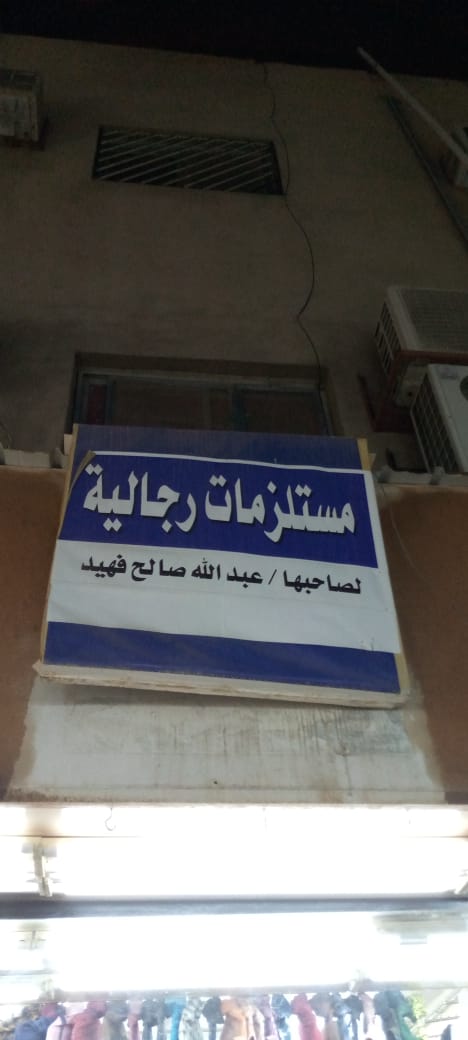 مستلزمات رجالية
لصاحبها / عبد الله صالح فهيد